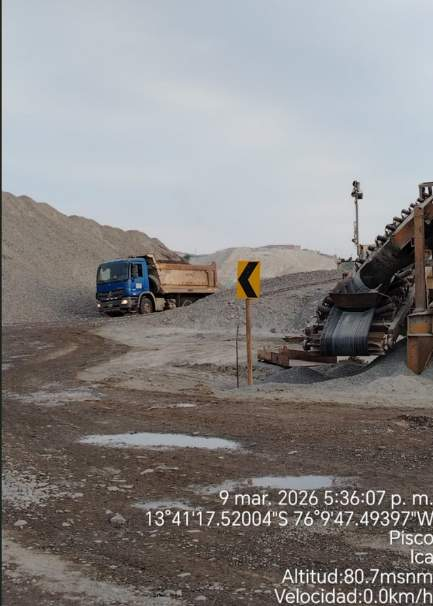 9 mar. 2026 5:36:07 p. m.
13°41'17.52004"S 76°9'47.49397"W
Pisco
Ica
Altitud:80.7msnm
Velocidad:0.0km/h